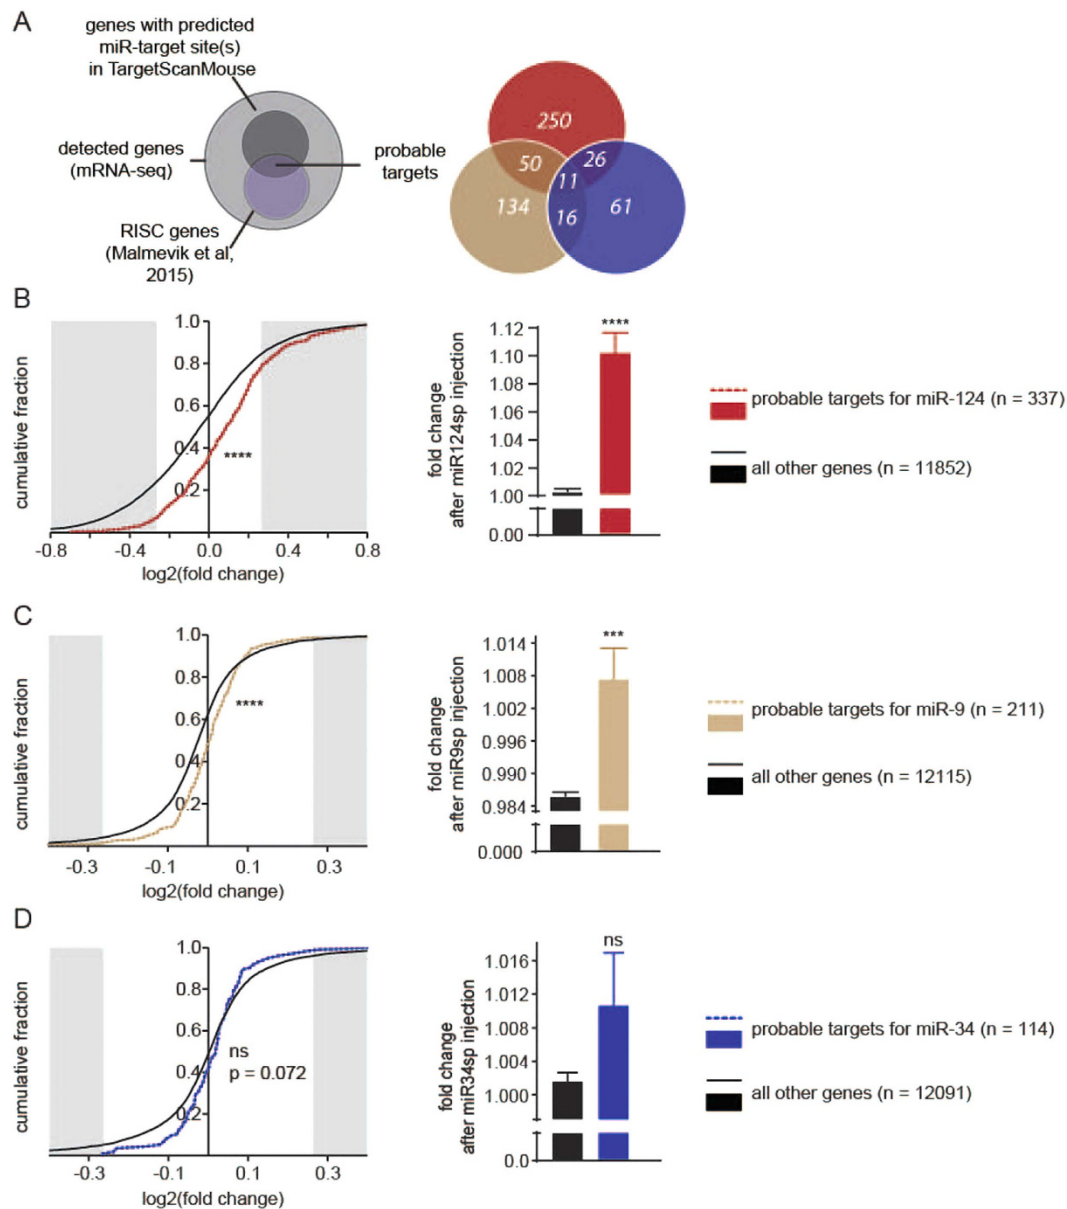 A
genes with predicted
miR-target site(s)
in TargetScanMouse
detected genes
(mRNA-seq)
probable
targets
RISC genes
(Malmevik et al,
2015)
250
50
26
11
134
16
61
B
cumulative fraction
1.0
0.8
0.6
0.4
0.2
****
-0.8
-0.4
0.0
0.4
0.8
log2(fold change)
fold change
after miR124sp injection
1.12
1.10
1.08
1.06
1.04
1.02
1.00
0.00
****
probable targets for miR-124 (n = 337)
all other genes (n = 11852)
C
cumulative fraction
1.0
0.8
0.6
0.4
0.2
****
-0.3
-0.1
0.1
0.3
log2(fold change)
fold change
after miR9sp injection
1.014
1.008
1.002
0.996
0.990
0.984
0.000
***
probable targets for miR-9 (n = 211)
all other genes (n = 12115)
D
cumulative fraction
1.0
0.8
0.6
0.4
0.2
ns
p = 0.072
-0.3
-0.1
0.1
0.3
log2(fold change)
fold change
after miR34sp injection
1.016
1.012
1.008
1.004
1.000
0.0
ns
probable targets for miR-34 (n = 114)
all other genes (n = 12091)